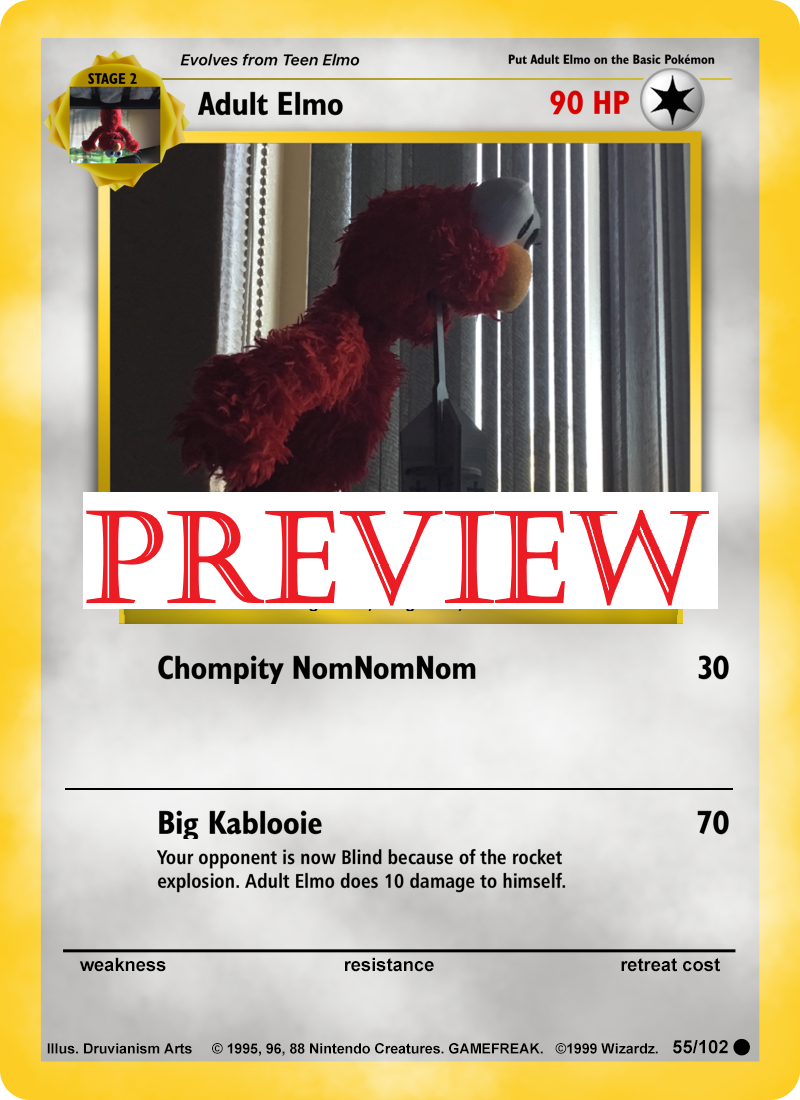 Evolves from Teen Elmo
Put Adult Elmo on the Basic Pokémon
STAGE 2
Adult Elmo
90 HP
PREVIEW
Chompity NomNomNom 30
Big Kablooie 70
Your opponent is now Blind because of the rocket
explosion. Adult Elmo does 10 damage to himself.
weakness resistance retreat cost
Illus. Druvianism Arts © 1995, 96, 88 Nintendo Creatures. GAMEFREAK. ©1999 Wizardz. 55/102